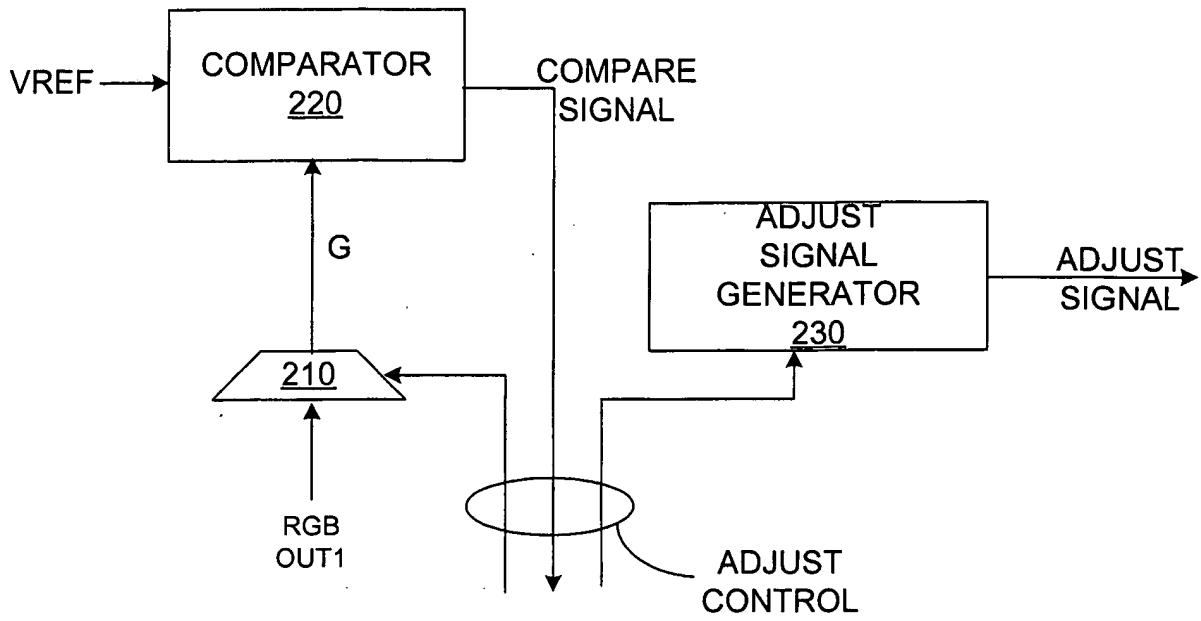 COMPARATOR
220
VREF
COMPARE
SIGNAL
G
ADJUST
SIGNAL
GENERATOR
230
ADJUST
SIGNAL
210
RGB
OUT1
ADJUST
CONTROL